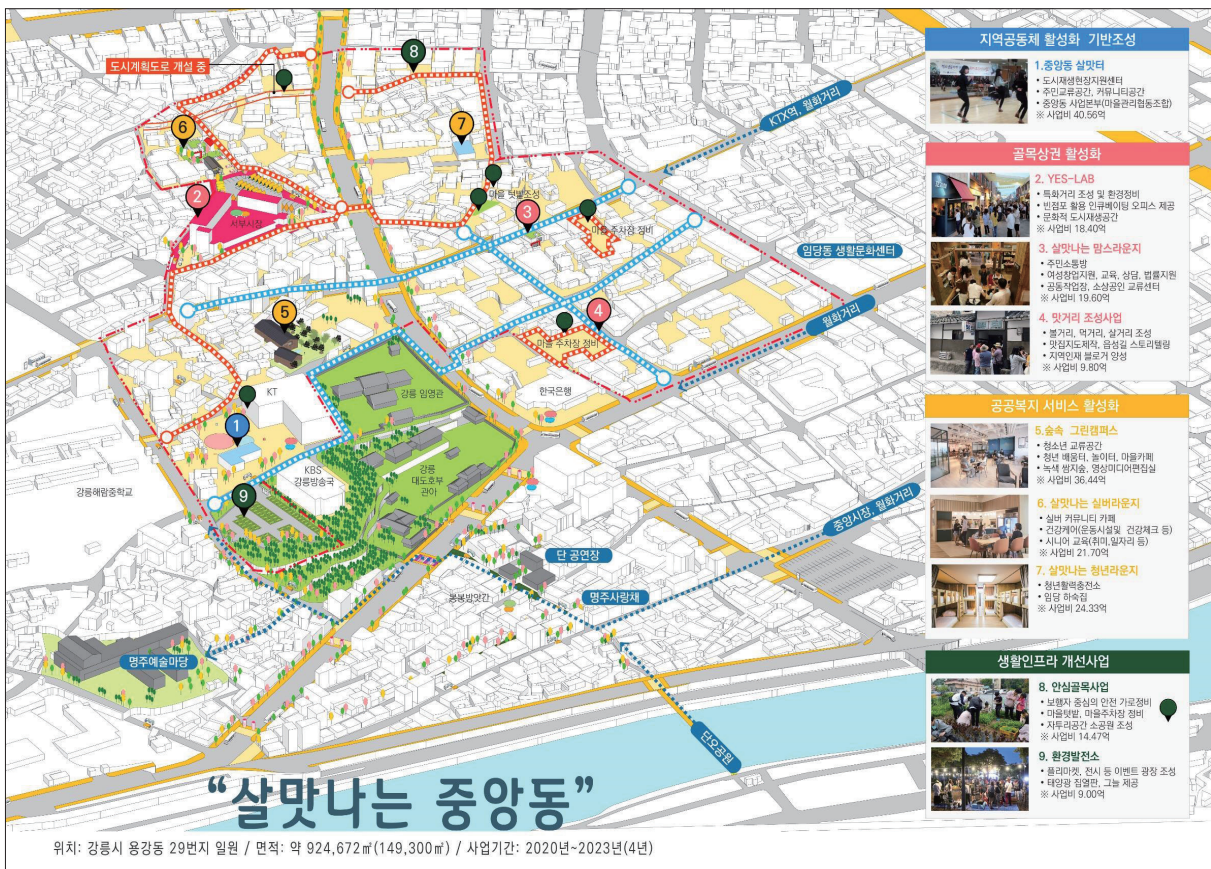 도시계획도로 개설 중
8
6
7
KTX역, 월화거리
2
서부시장
마을 텃밭조성
3
마을 주차장 정비
임당동 생활문화센터
5
4
마을 주차장 정비
월화거리
KT
강릉 임영관
한국은행
1
KBS
강릉방송국
강릉
대도호부
관아
강릉해람중학교
9
중앙시장, 월화거리
단 공연장
봉봉방앗간
명주사랑채
명주예술마당
단오공원
“살맛나는 중앙동”
위치: 강릉시 용강동 29번지 일원 / 면적: 약 924,672㎡(149,300㎡) / 사업기간: 2020년~2023년(4년)
지역공동체 활성화 기반조성
1.중앙동 살맛터
• 도시재생현장지원센터
• 주민교류공간, 커뮤니티공간
• 중앙동 사업본부(마을관리협동조합)
※ 사업비 40.56억
골목상권 활성화
2. YES-LAB
• 특화거리 조성 및 환경정비
• 빈점포 활용 인큐베이팅 오피스 제공
• 문화적 도시재생공간
※ 사업비 18.40억
3. 살맛나는 맘스라운지
• 주민소통방
• 여성창업지원, 교육, 상담, 법률지원
• 공동작업장, 소상공인 교류센터
※ 사업비 19.60억
4. 맛거리 조성사업
• 볼거리, 먹거리, 살거리 조성
• 맛집지도제작, 읍성길 스토리텔링
• 지역인재 블로거 양성
※ 사업비 9.80억
공공복지 서비스 활성화
5.숲속 그린캠퍼스
• 청소년 교류공간
• 청년 배움터, 놀이터, 마을카페
• 녹색 쌈지숲, 영상미디어편집실
※ 사업비 36.44억
6. 살맛나는 실버라운지
• 실버 커뮤니티 카페
• 건강케어(운동시설및 건강체크 등)
• 시니어 교육(취미,일자리 등)
※ 사업비 21.70억
7. 살맛나는 청년라운지
• 청년활력충전소
• 임당 하숙집
※ 사업비 24.33억
생활인프라 개선사업
8. 안심골목사업
• 보행자 중심의 안전 가로정비
• 마을텃밭, 마을주차장 정비
• 자투리공간 소공원 조성
※ 사업비 14.47억
9. 환경발전소
• 플리마켓, 전시 등 이벤트 광장 조성
• 태양광 집열판, 그늘 제공
※ 사업비 9.00억